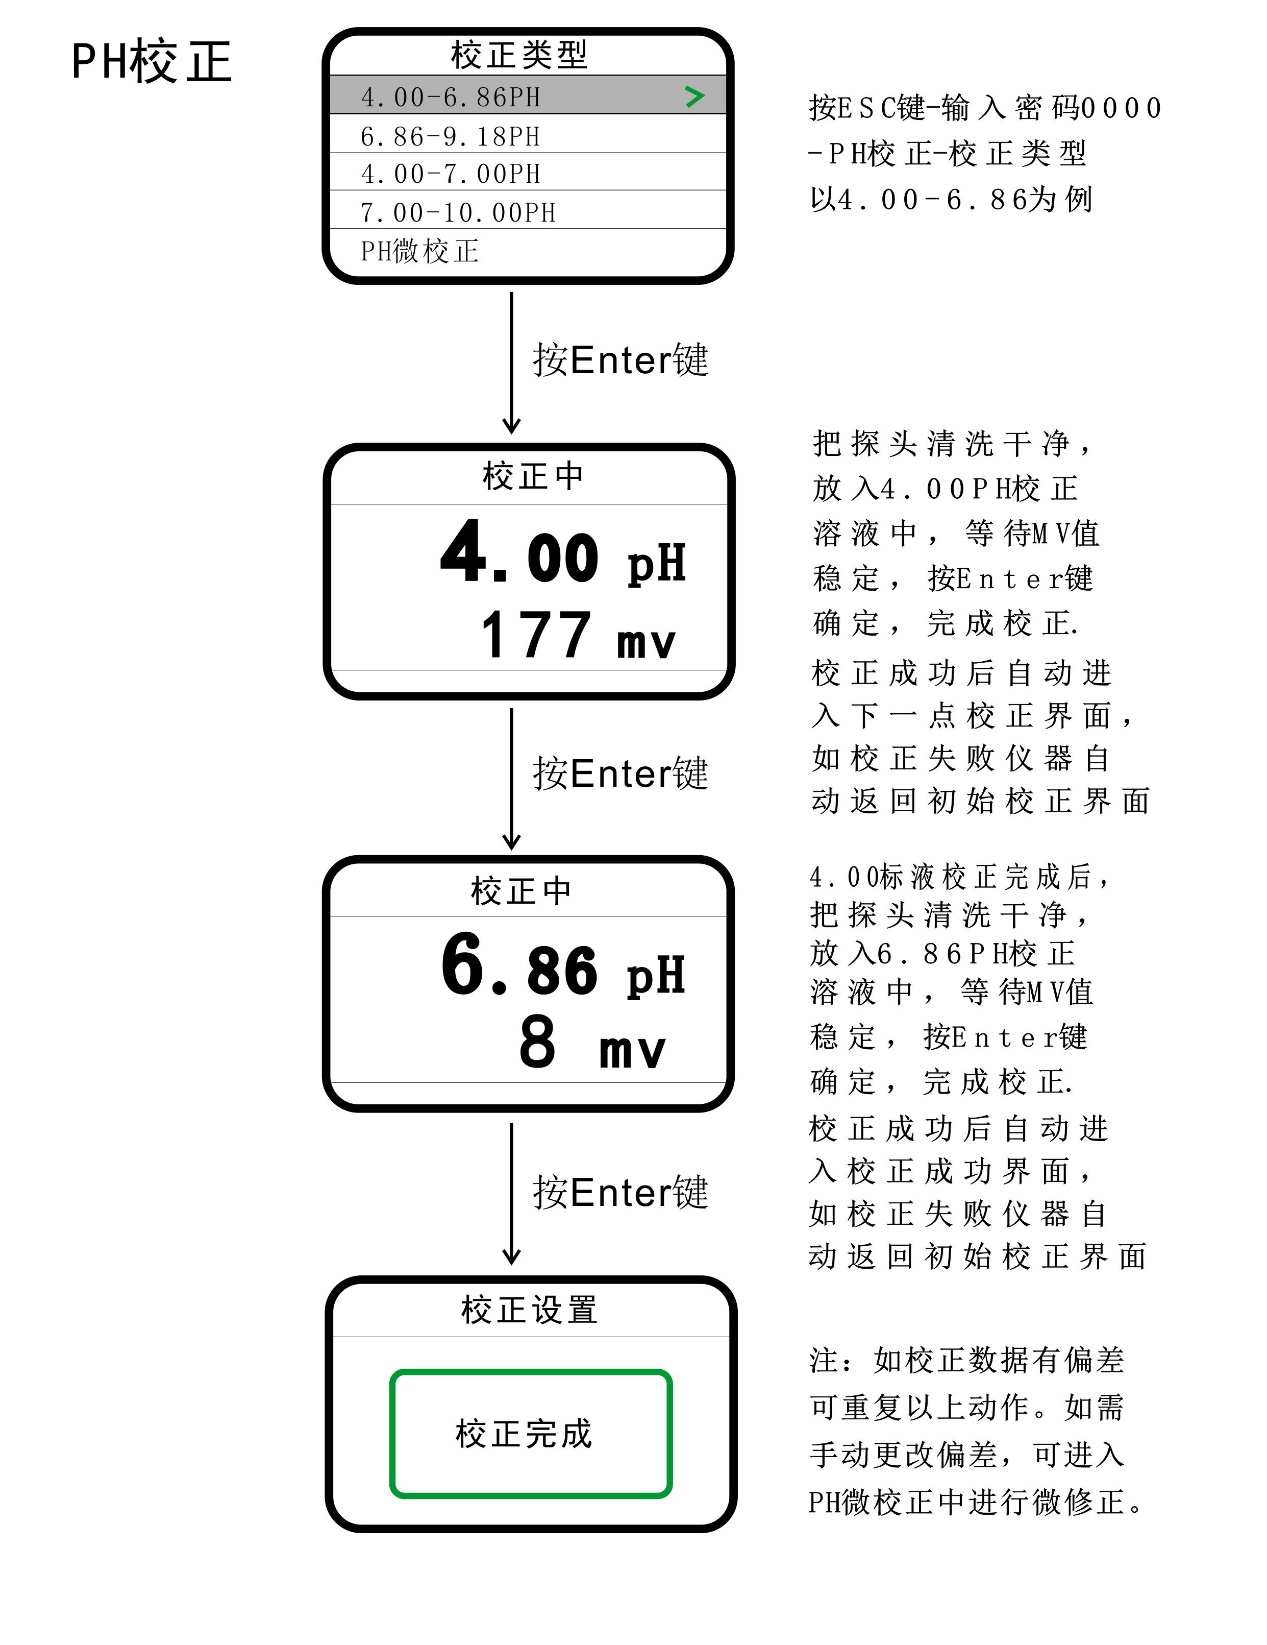 PH校正
校正类型
4.00-6.86PH >
6.86-9.18PH
4.00-7.00PH
7.00-10.00PH
PH微校正
按ESC键-输入密码0000
-PH校正-校正类型
以4.00-6.86为例
按Enter键
校正中
4.00 pH
177 mv
把探头清洗干净，
放入4.00PH校正
溶液中，等待MV值
稳定，按Enter键
确定，完成校正.
校正成功后自动进
入下一点校正界面，
如校正失败仪器自
动返回初始校正界面
按Enter键
校正中
6.86 pH
8 mv
4.00标液校正完成后，
把探头清洗干净，
放入6.86PH校正
溶液中，等待MV值
稳定，按Enter键
确定，完成校正.
校正成功后自动进
入校正成功界面，
如校正失败仪器自
动返回初始校正界面
按Enter键
校正设置
校正完成
注：如校正数据有偏差
可重复以上动作。如需
手动更改偏差，可进入
PH微校正中进行微修正。